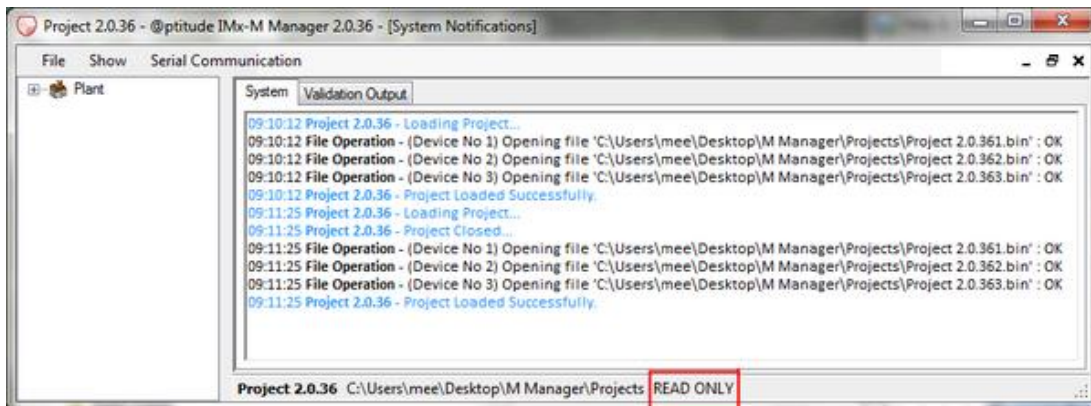 Project 2.0.36 - @ptitude IMx-M Manager 2.0.36 - [System Notifications]
File Show Serial Communication
Plant
System Validation Output
09:10:12 Project 2.0.36 - Loading Project...
09:10:12 File Operation - (Device No 1) Opening file 'C:\Users\mee\Desktop\M Manager\Projects\Project 2.0.361.bin' : OK
09:10:12 File Operation - (Device No 2) Opening file 'C:\Users\mee\Desktop\M Manager\Projects\Project 2.0.362.bin' : OK
09:10:12 File Operation - (Device No 3) Opening file 'C:\Users\mee\Desktop\M Manager\Projects\Project 2.0.363.bin' : OK
09:10:12 Project 2.0.36 - Project Loaded Successfully.
09:11:25 Project 2.0.36 - Loading Project...
09:11:25 Project 2.0.36 - Project Closed...
09:11:25 File Operation - (Device No 1) Opening file 'C:\Users\mee\Desktop\M Manager\Projects\Project 2.0.361.bin' : OK
09:11:25 File Operation - (Device No 2) Opening file 'C:\Users\mee\Desktop\M Manager\Projects\Project 2.0.362.bin' : OK
09:11:25 File Operation - (Device No 3) Opening file 'C:\Users\mee\Desktop\M Manager\Projects\Project 2.0.363.bin' : OK
09:11:25 Project 2.0.36 - Project Loaded Successfully.
Project 2.0.36 C:\Users\mee\Desktop\M Manager\Projects READ ONLY